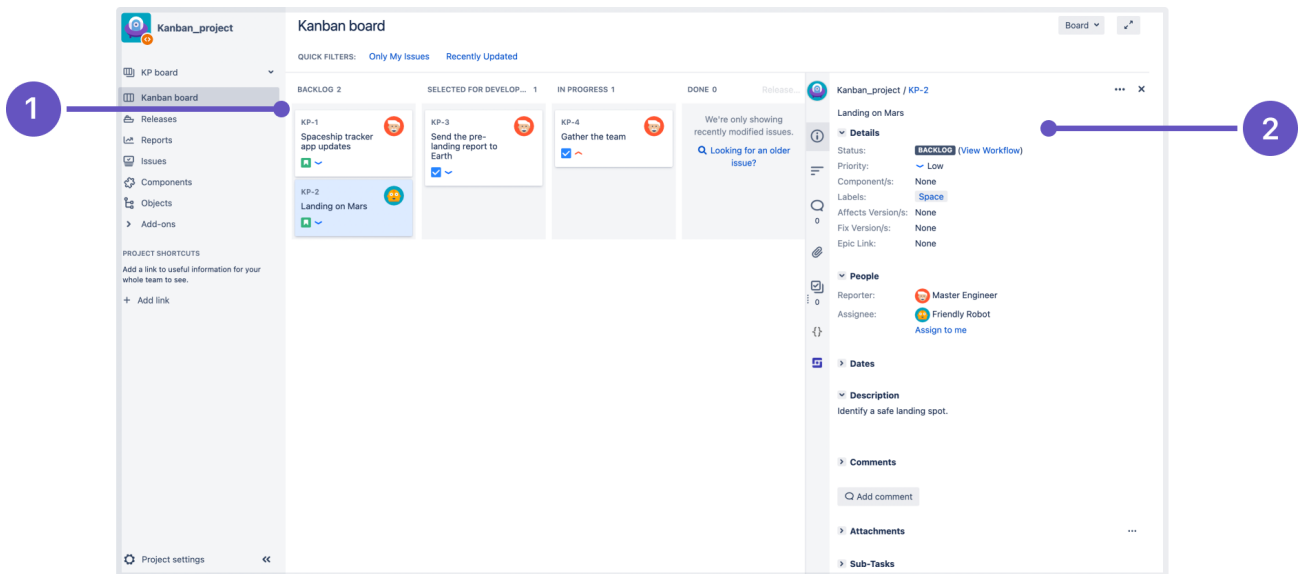 Kanban_project
KP board
Kanban board
Releases
Reports
Issues
Components
Objects
Add-ons
PROJECT SHORTCUTS
Add a link to useful information for your
whole team to see.
+ Add link
Project settings
1
Kanban board
Board
QUICK FILTERS: Only My Issues Recently Updated
BACKLOG 2
KP-1
Spaceship tracker
app updates
KP-2
Landing on Mars
SELECTED FOR DEVELOP... 1
KP-3
Send the pre-
landing report to
Earth
IN PROGRESS 1
KP-4
Gather the team
DONE 0 Release...
We're only showing
recently modified issues.
Looking for an older
issue?
0
0
{}
Kanban_project / KP-2
Landing on Mars
Details
Status: BACKLOG (View Workflow)
Priority: Low
Component/s: None
Labels: Space
Affects Version/s: None
Fix Version/s: None
Epic Link: None
People
Reporter: Master Engineer
Assignee: Friendly Robot
Assign to me
Dates
Description
Identify a safe landing spot.
Comments
Add comment
Attachments
Sub-Tasks
2